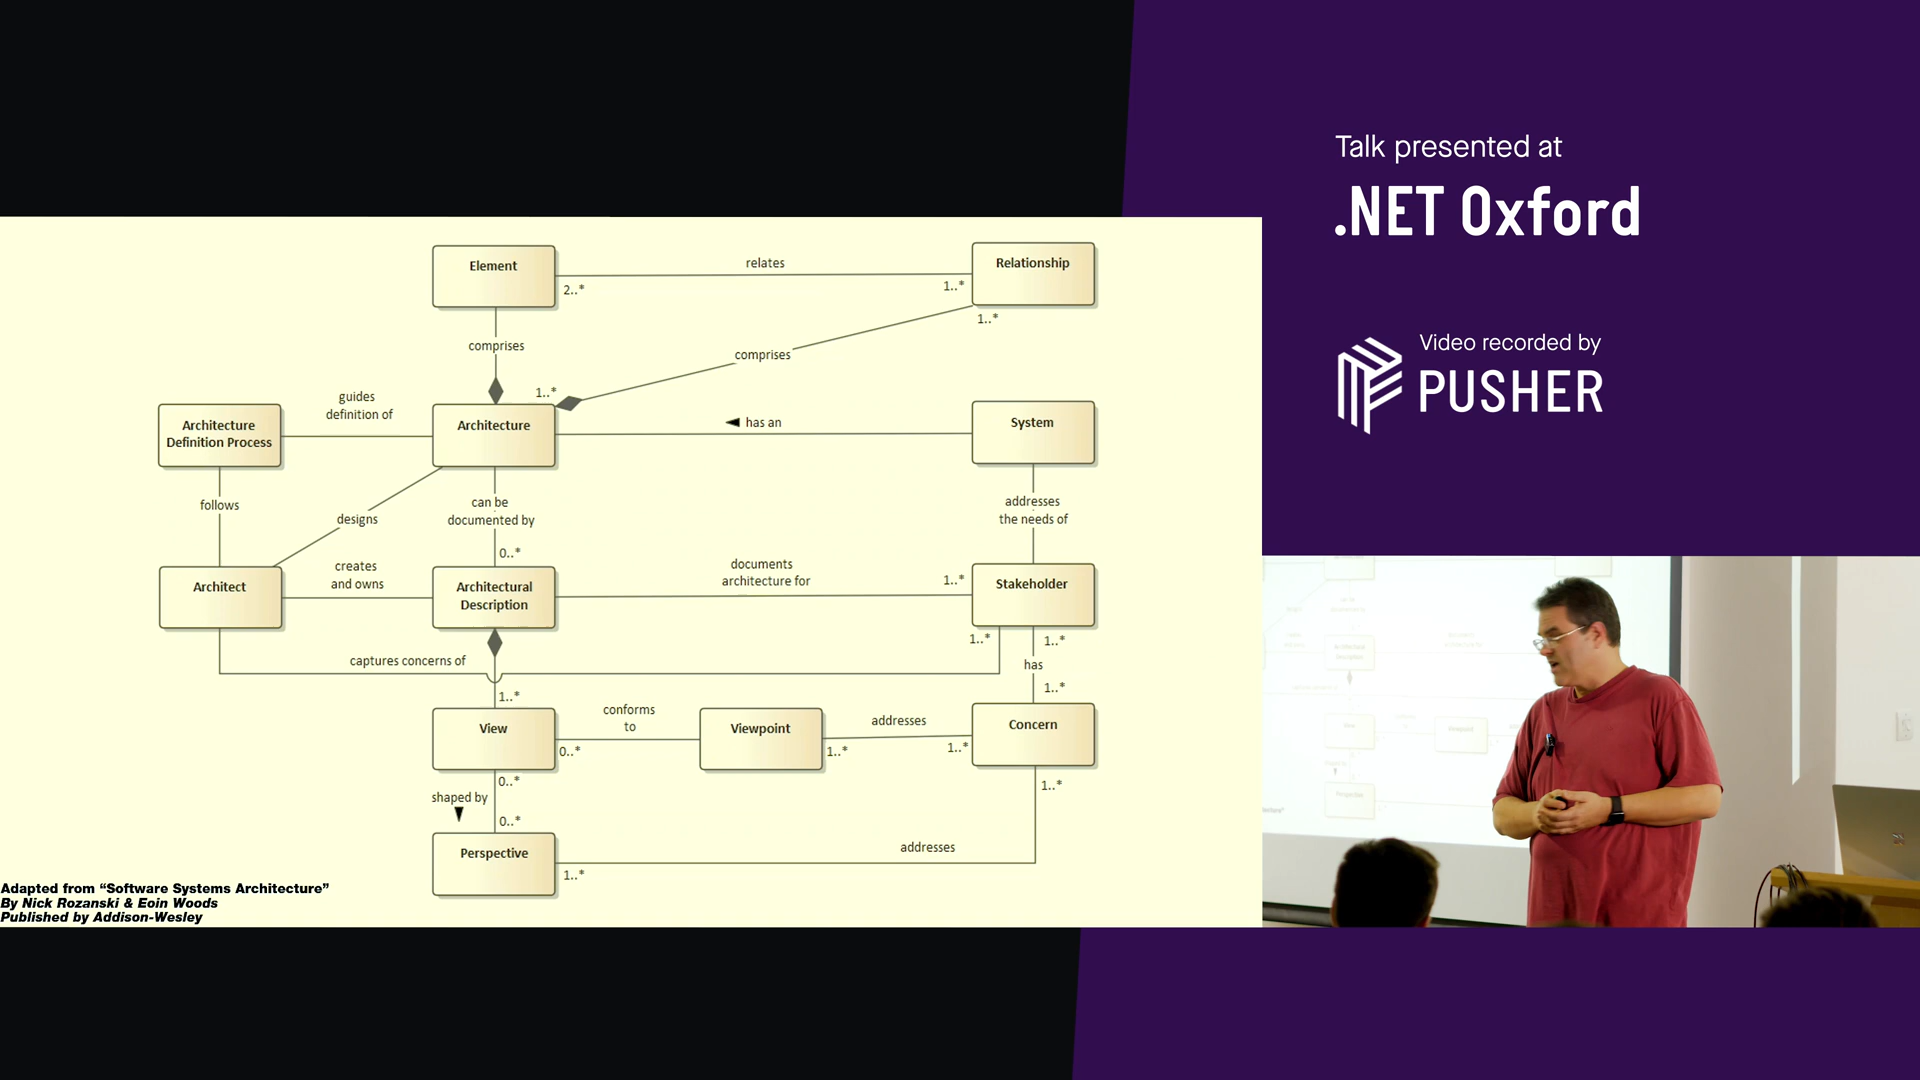 Talk presented at
.NET Oxford
Video recorded by
PUSHER
Element
relates
Relationship
2..*
1..*
1..*
comprises
comprises
1..*
guides
definition of
Architecture
Definition Process
Architecture
has an
System
follows
designs
can be
documented by
addresses
the needs of
0..*
creates
and owns
documents
architecture for
1..*
Architect
Architectural
Description
Stakeholder
1..*
1..*
captures concerns of
has
1..*
1..*
View
conforms
to
Viewpoint
addresses
Concern
0..*
1..*
1..*
0..*
1..*
shaped by
0..*
Perspective
addresses
1..*
Adapted from “Software Systems Architecture”
By Nick Rozanski & Eoin Woods
Published by Addison-Wesley